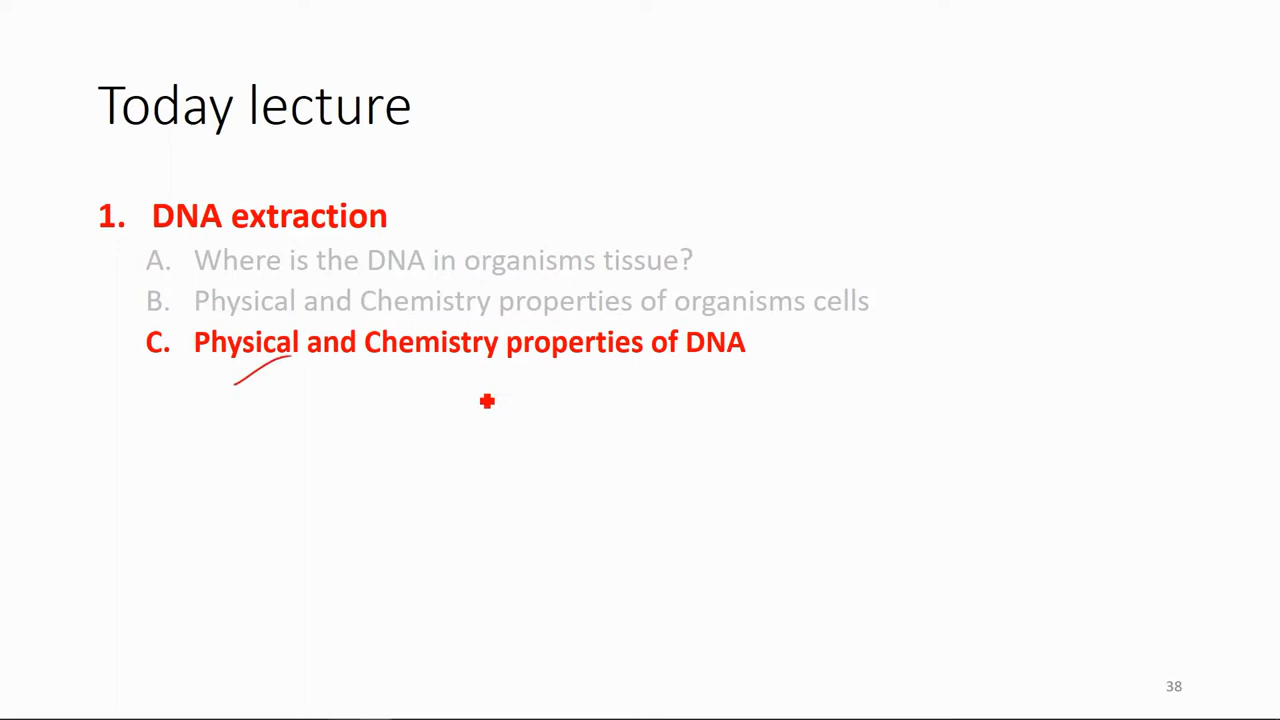 Today lecture
1. DNA extraction
A. Where is the DNA in organisms tissue?
B. Physical and Chemistry properties of organisms cells
C. Physical and Chemistry properties of DNA
38